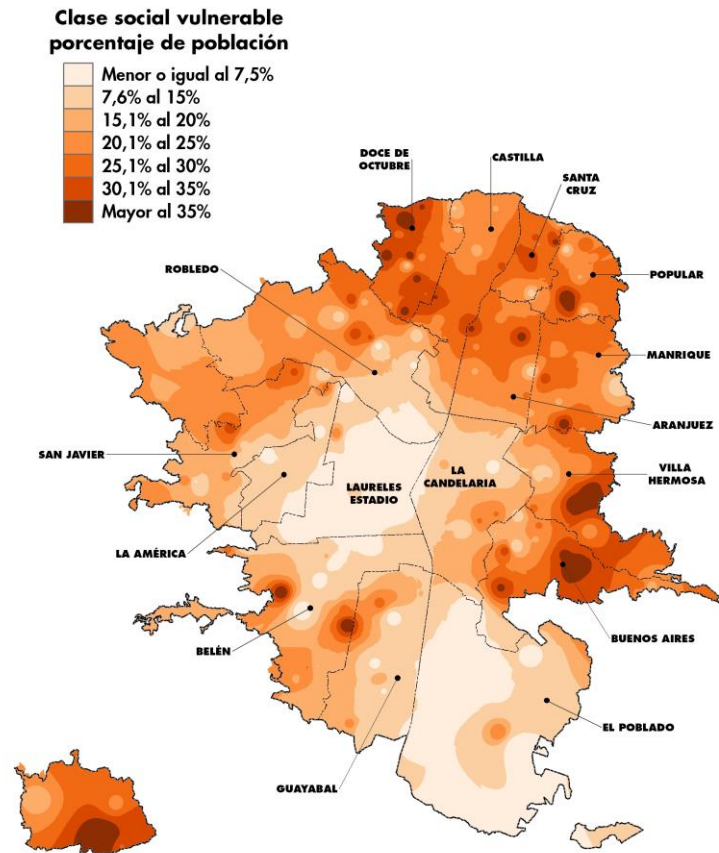 Clase social vulnerable
porcentaje de población
Menor o igual al 7,5%
7,6% al 15%
15,1% al 20%
20,1% al 25%
25,1% al 30%
30,1% al 35%
Mayor al 35%
DOCE DE
OCTUBRE
CASTILLA
SANTA
CRUZ
ROBLEDO
POPULAR
MANRIQUE
ARANJUEZ
SAN JAVIER
LAURELES
ESTADIO
LA
CANDELARIA
VILLA
HERMOSA
LA AMÉRICA
BELÉN
BUENOS AIRES
EL POBLADO
GUAYABAL